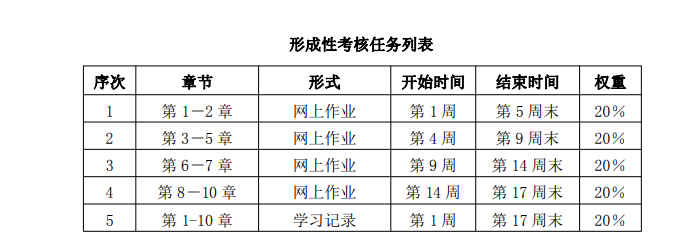 形成性考核任务列表
序次 章节 形式 开始时间 结束时间 权重
1 第 1－2 章 网上作业 第 1 周 第 5 周末 20%
2 第 3－5 章 网上作业 第 4 周 第 9 周末 20%
3 第 6－7 章 网上作业 第 9 周 第 14 周末 20%
4 第 8－10 章 网上作业 第 14 周 第 17 周末 20%
5 第 1-10 章 学习记录 第 1 周 第 17 周末 20%